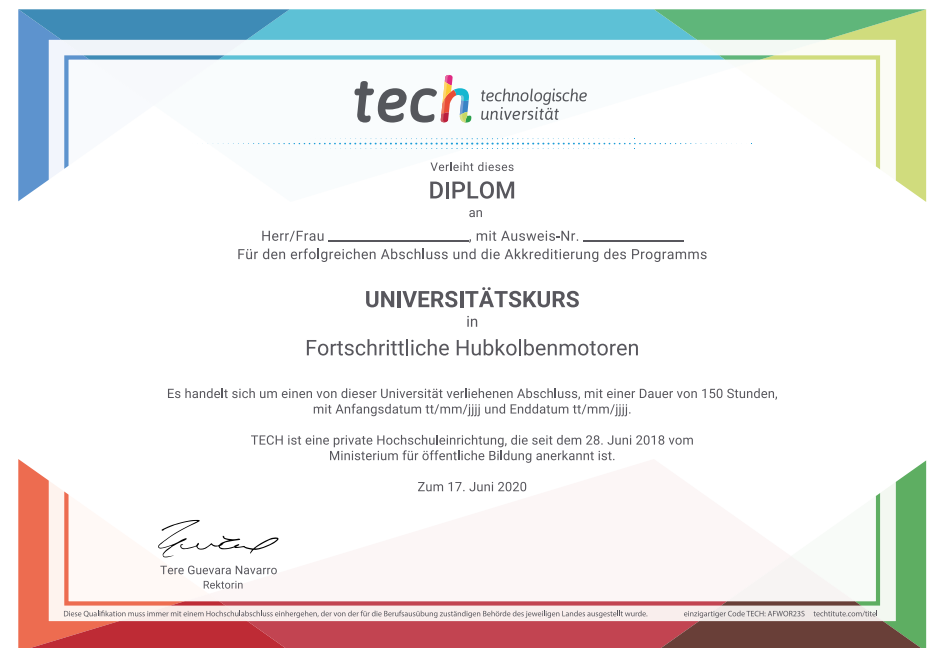 tech technologische
universität
Verleiht dieses
DIPLOM
an
Herr/Frau ____________________, mit Ausweis-Nr. ______________
Für den erfolgreichen Abschluss und die Akkreditierung des Programms
UNIVERSITÄTSKURS
in
Fortschrittliche Hubkolbenmotoren
Es handelt sich um einen von dieser Universität verliehenen Abschluss, mit einer Dauer von 150 Stunden,
mit Anfangsdatum tt/mm/jjjj und Enddatum tt/mm/jjjj.
TECH ist eine private Hochschuleinrichtung, die seit dem 28. Juni 2018 vom
Ministerium für öffentliche Bildung anerkannt ist.
Zum 17. Juni 2020
Tere Guevara Navarro
Rektorin
Diese Qualifikation muss immer mit einem Hochschulabschluss einhergehen, der von der für die Berufsausübung zuständigen Behörde des jeweiligen Landes ausgestellt wurde. einzigartiger Code TECH: AFWOR23S techtitute.com/titel